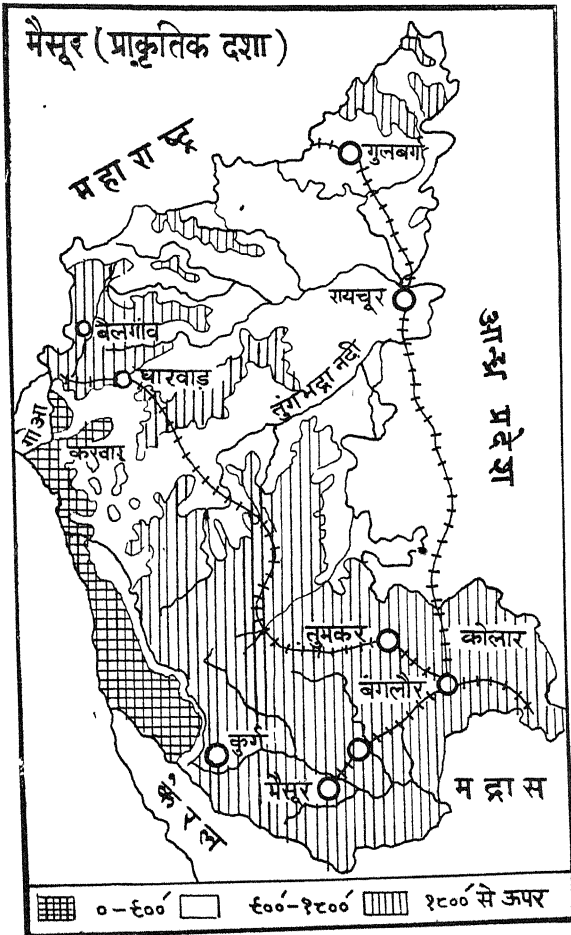 मैसूर (प्राकृतिक दशा)
महाराष्ट्र
गुलबर्ग
रायचूर
बेलगांव
धारवाड़
तुंगभद्रा नदी
आन्ध्र प्रदेश
गोआ
करवार
तुमकर
कोलार
बंगलौर
कुर्ग
मैसूर
मद्रास
केरल
०-६००' ६००'-१८००' १८००' से ऊपर